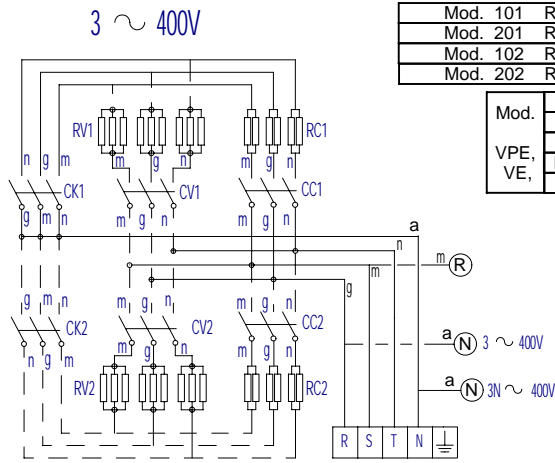 3 ~ 400V
Mod. 101 R
Mod. 201 R
Mod. 102 R
Mod. 202 R
Mod.
VPE,
VE,
RV1
RC1
n g m
m g n
m g n
CK1
CV1
CC1
g m n
m g n
m g n
a
n
m R
m
g
g m n
m g n
m g n
CK2
CV2
CC2
n g m
m g n
m g n
a N 3 ~ 400V
RV2
RC2
a N 3N ~ 400V
R S T N